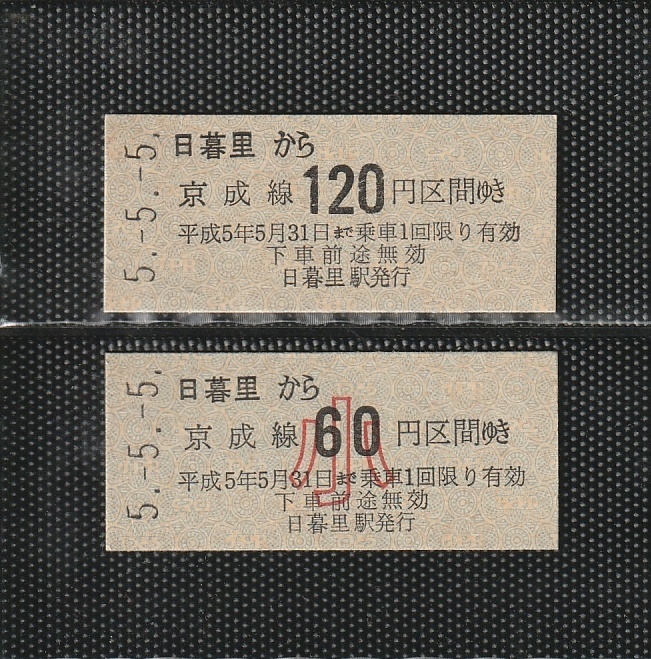 5.-5.-5.
日暮里 から
京成線 120円区間ゆき
平成5年5月31日まで乗車1回限り有効
下車前途無効
日暮里駅発行
5.-5.-5.
日暮里 から
京成線 60円区間ゆき
小
平成5年5月31日まで乗車1回限り有効
下車前途無効
日暮里駅発行